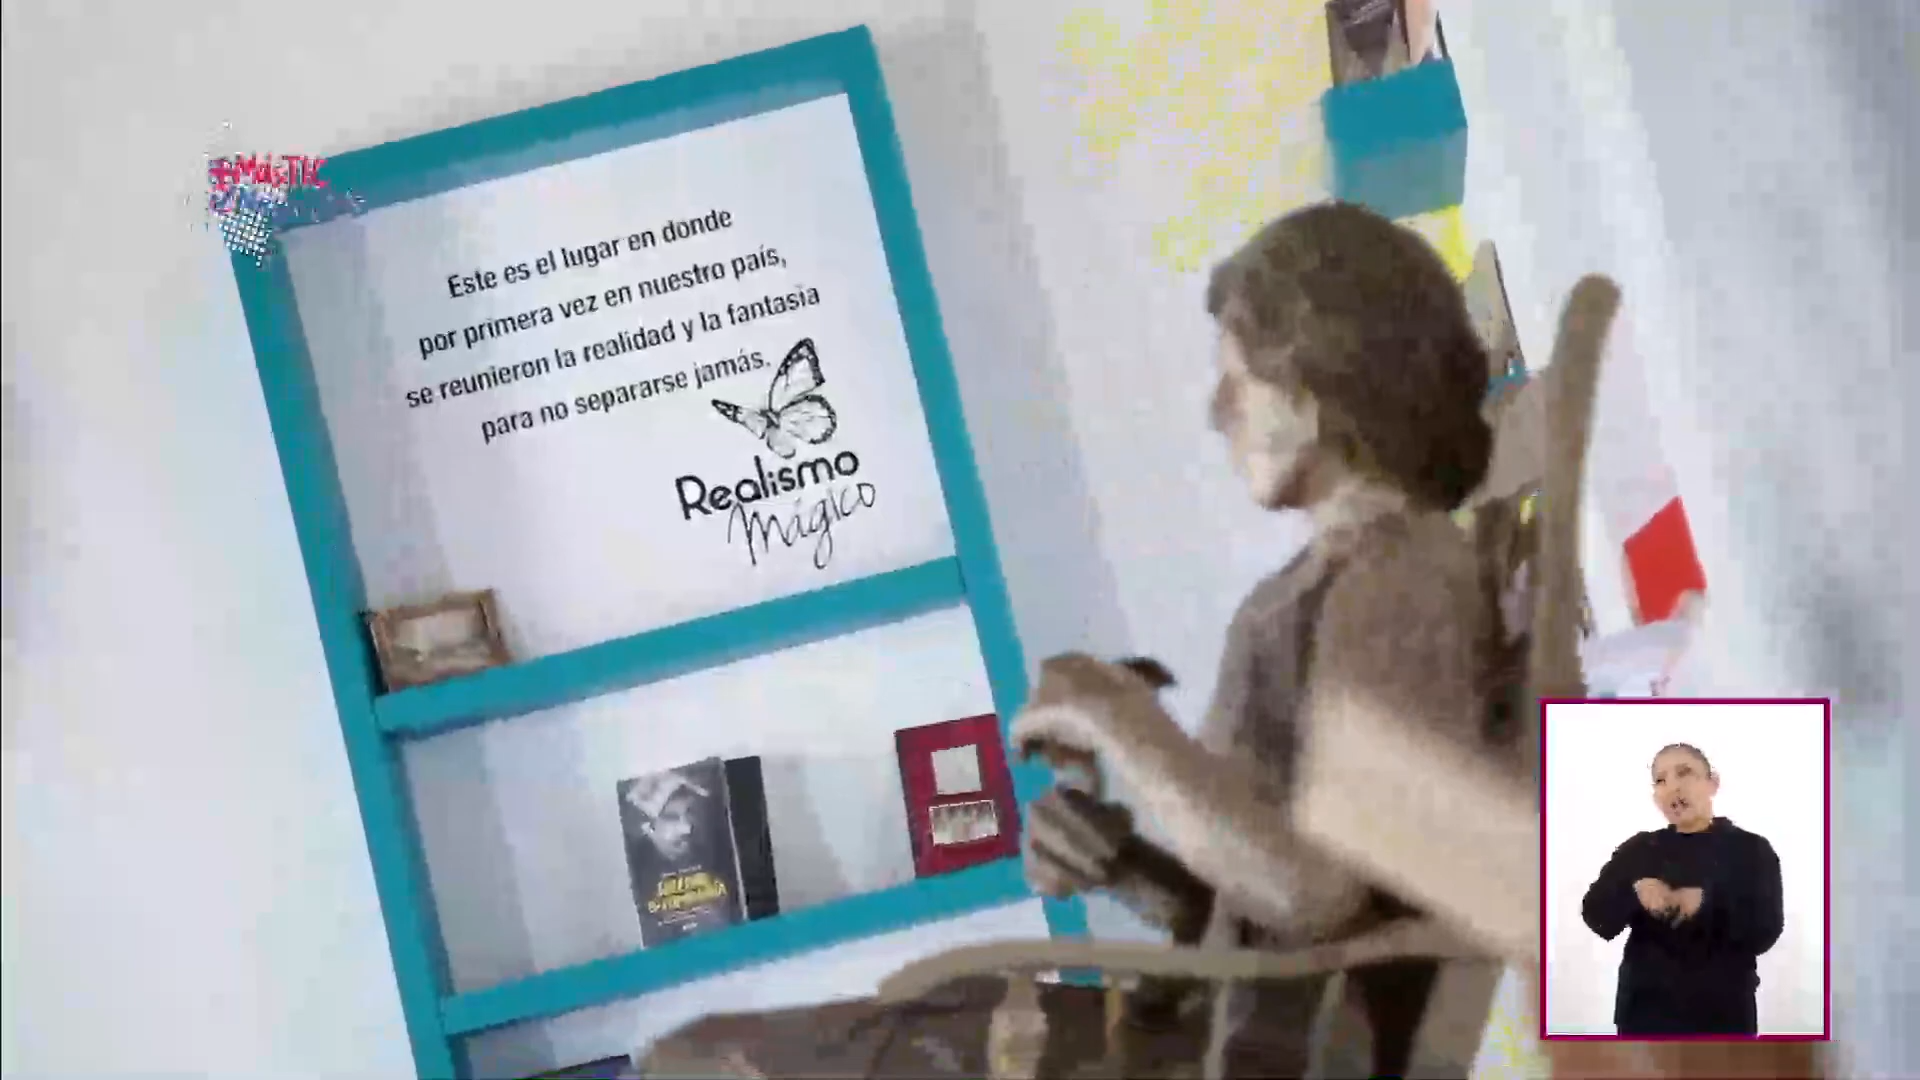 #MásTIC
Este es el lugar en donde
por primera vez en nuestro país,
se reunieron la realidad y la fantasía
para no separarse jamás.
Realismo
Mágico